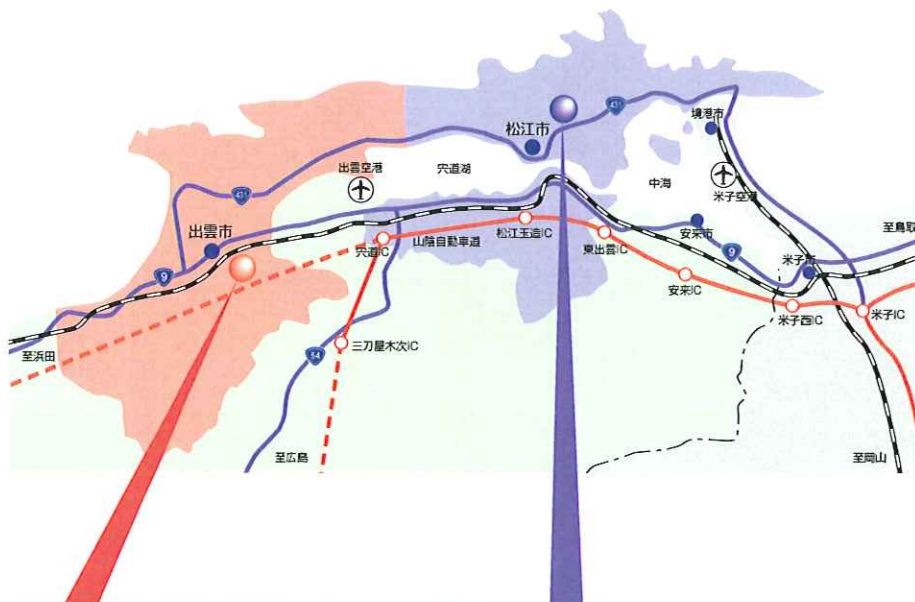 境港市
431
松江市
出雲空港
宍道湖
中海
米子空港
431
出雲市
宍道IC
山陰自動車道
松江玉造IC
東出雲IC
安来市
9
米子市
至鳥取
9
安来IC
米子西IC
米子IC
三刀屋木次IC
至浜田
54
至広島
至岡山